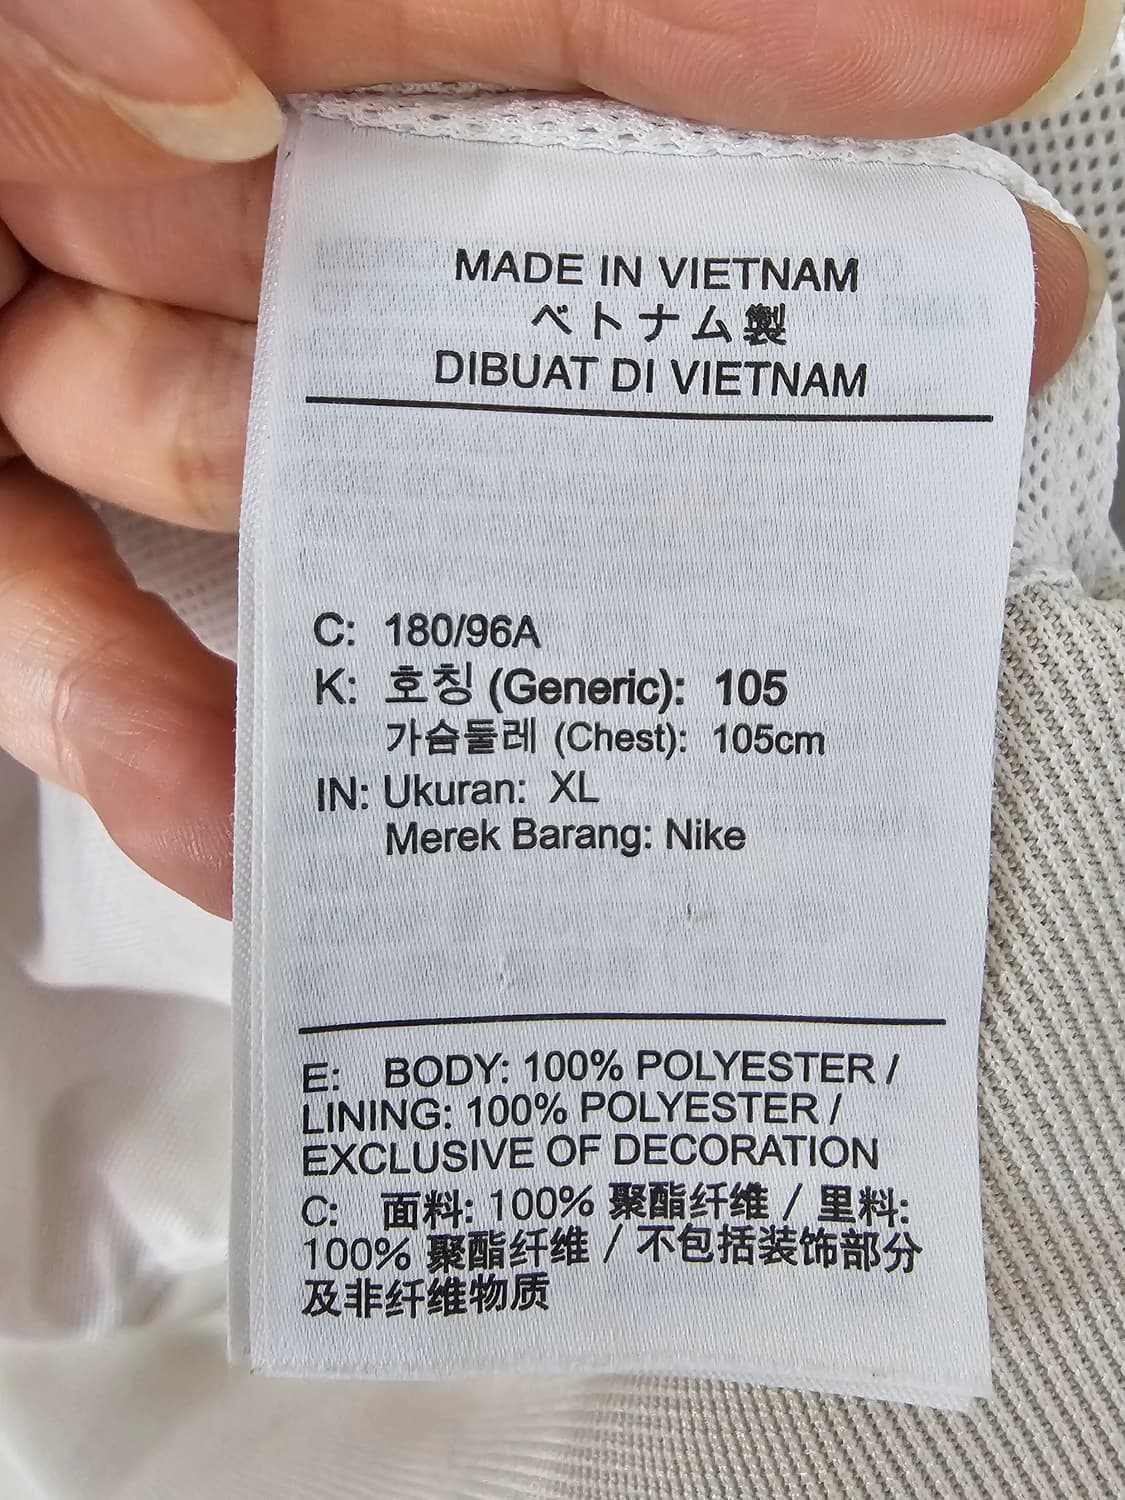 MADE IN VIETNAM
ベトナム製
DIBUAT DI VIETNAM
C: 180/96A
K: 호칭 (Generic): 105
가슴둘레 (Chest): 105cm
IN: Ukuran: XL
Merek Barang: Nike
E: BODY: 100% POLYESTER /
LINING: 100% POLYESTER /
EXCLUSIVE OF DECORATION
C: 面料: 100% 聚酯纤维 / 里料:
100% 聚酯纤维 / 不包括装饰部分
及非纤维物质